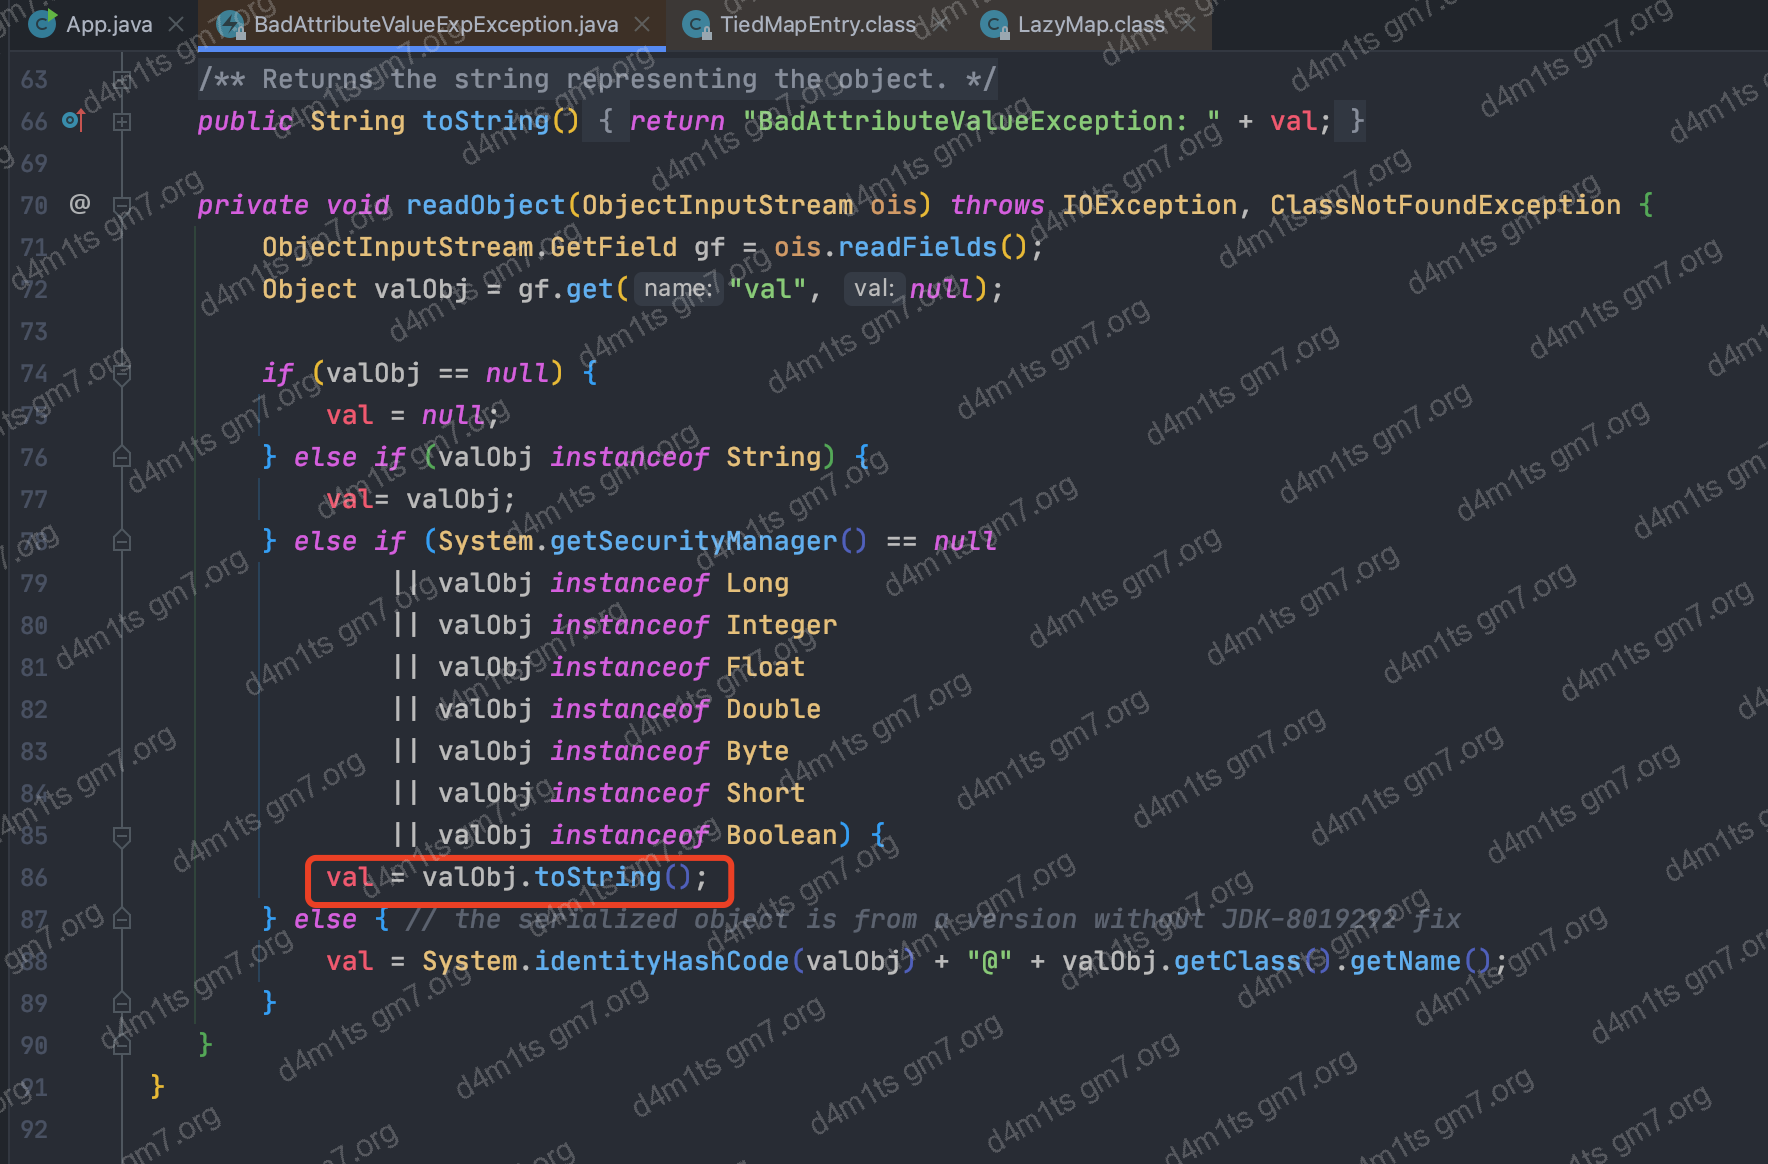 App.java
BadAttributeValueExpException.java
TiedMapEntry.class
LazyMap.class
63 /** Returns the string representing the object. */
66 public String toString() { return "BadAttributeValueException: " + val; }
69
70 @ private void readObject(ObjectInputStream ois) throws IOException, ClassNotFoundException {
71 ObjectInputStream.GetField gf = ois.readFields();
72 Object valObj = gf.get( name: "val", val: null);
73
74 if (valObj == null) {
75 val = null;
76 } else if (valObj instanceof String) {
77 val= valObj;
78 } else if (System.getSecurityManager() == null
79 || valObj instanceof Long
80 || valObj instanceof Integer
81 || valObj instanceof Float
82 || valObj instanceof Double
83 || valObj instanceof Byte
84 || valObj instanceof Short
85 || valObj instanceof Boolean) {
86 val = valObj.toString();
87 } else { // the serialized object is from a version without JDK-8019292 fix
88 val = System.identityHashCode(valObj) + "@" + valObj.getClass().getName();
89 }
90 }
91 }
92
d4m1ts gm7.org